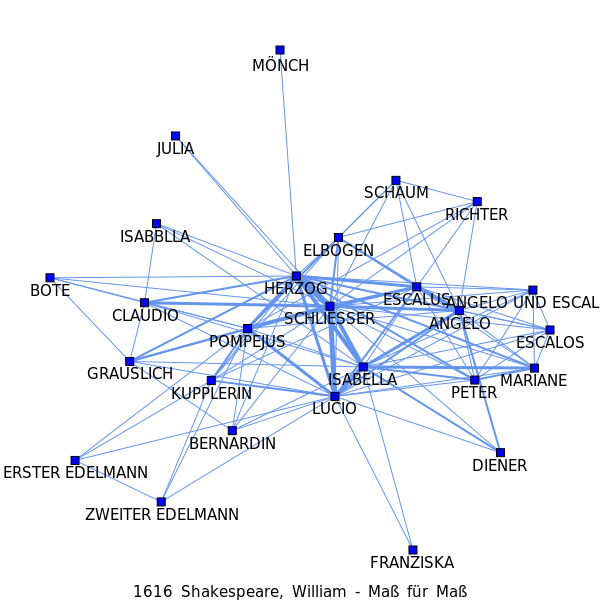 MÖNCH
JULIA
SCHAUM
RICHTER
ISABBLLA
ELBOGEN
HERZOG
BOTE
ESCALUS
ANGELO UND ESCAL
CLAUDIO
SCHLIESSER
ANGELO
POMPEJUS
ESCALOS
GRAUSLICH
ISABELLA
MARIANE
KUPPLERIN
PETER
LUCIO
BERNARDIN
DIENER
ERSTER EDELMANN
ZWEITER EDELMANN
FRANZISKA
1616 Shakespeare, William - Maß für Maß